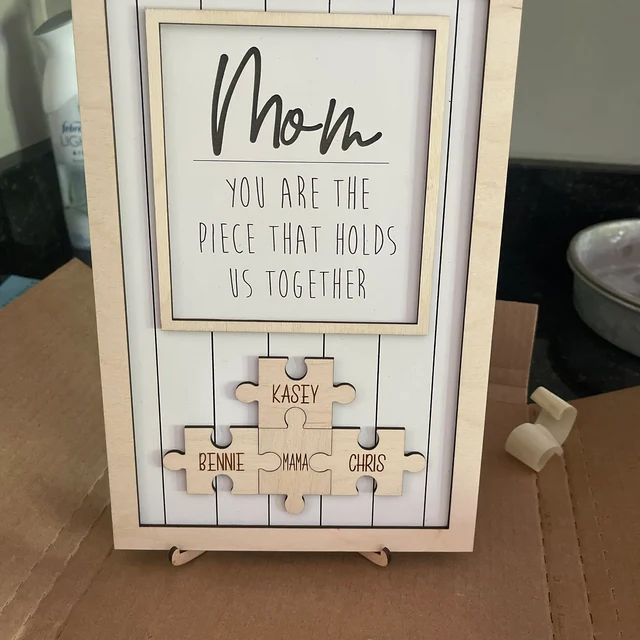 Mom
YOU ARE THE
PIECE THAT HOLDS
US TOGETHER
KASEY
BENNIE MAMA CHRIS